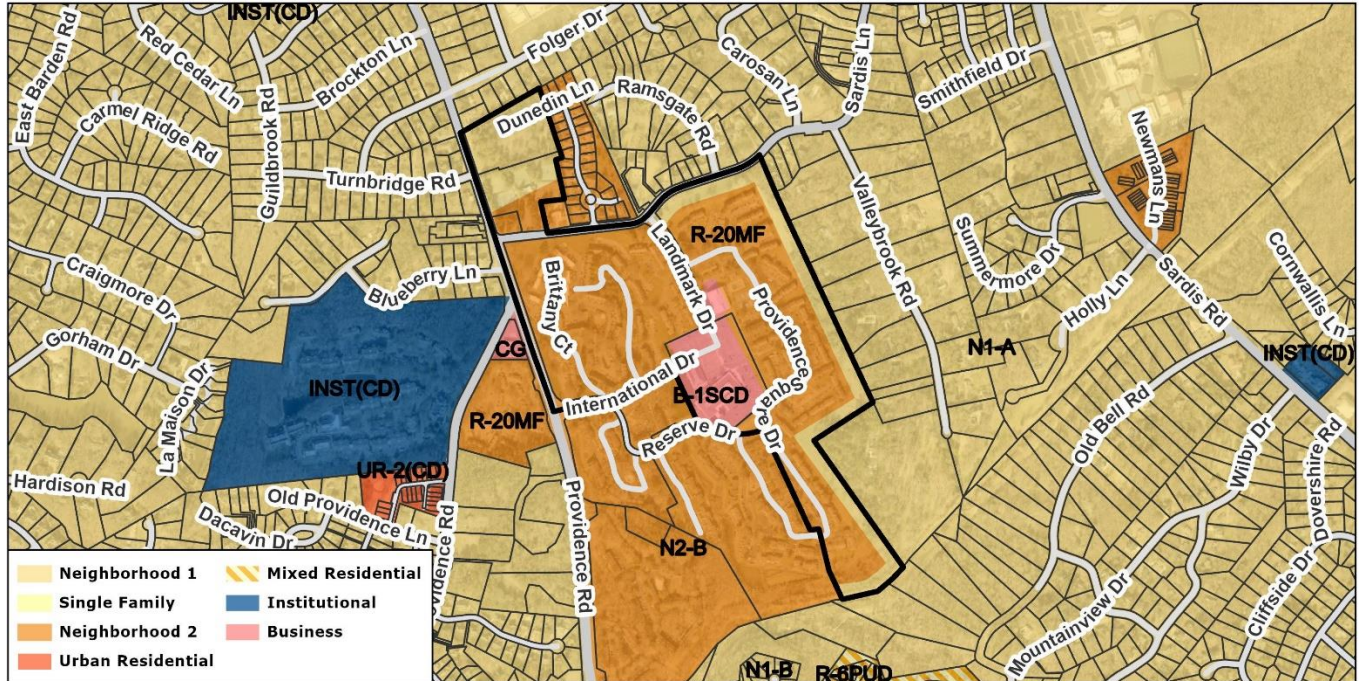 INST(CD)
East Barden Rd
Red Cedar Ln
Brockton Ln
Folger Dr
Carosan Ln
Sardis Ln
Smithfield Dr
Carmel Ridge Rd
Guildbrook Rd
Dunedin Ln
Ramsgate Rd
Newmans Ln
Turnbridge Rd
Valleybrook Rd
Summermore Dr
R-20MF
Landmark Dr
Craigmore Dr
Blueberry Ln
Brittany Ct
Providence Square Dr
Holly Ln
Sardis Rd
Cornwallis Ln
Gorham Dr
CG
N1-A
INST(CD)
INST(CD)
International Dr
B-1SCD
La Maison Dr
R-20MF
Reserve Dr
Old Bell Rd
Wilby Dr
Dovershire Rd
UR-2(CD)
Hardison Rd
Old Providence Ln
Dacavin Dr
Providence Rd
N2-B
Cliffside Dr
Mountainview Dr
vidence Rd
N1-B
R-8PUD
Neighborhood 1
Single Family
Neighborhood 2
Urban Residential
Mixed Residential
Institutional
Business